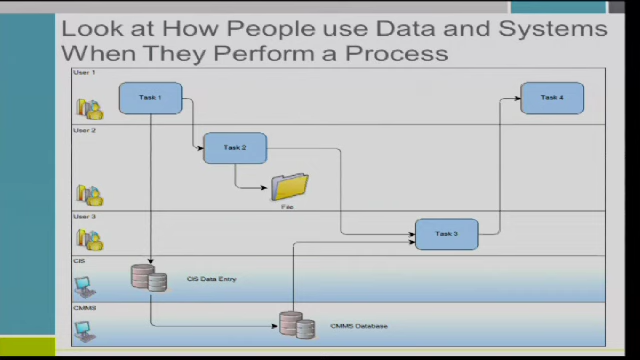 Look at How People use Data and Systems
When They Perform a Process
User 1
Task 1
Task 4
User 2
Task 2
File
User 3
Task 3
CIS
CIS Data Entry
CMMS
CMMS Database